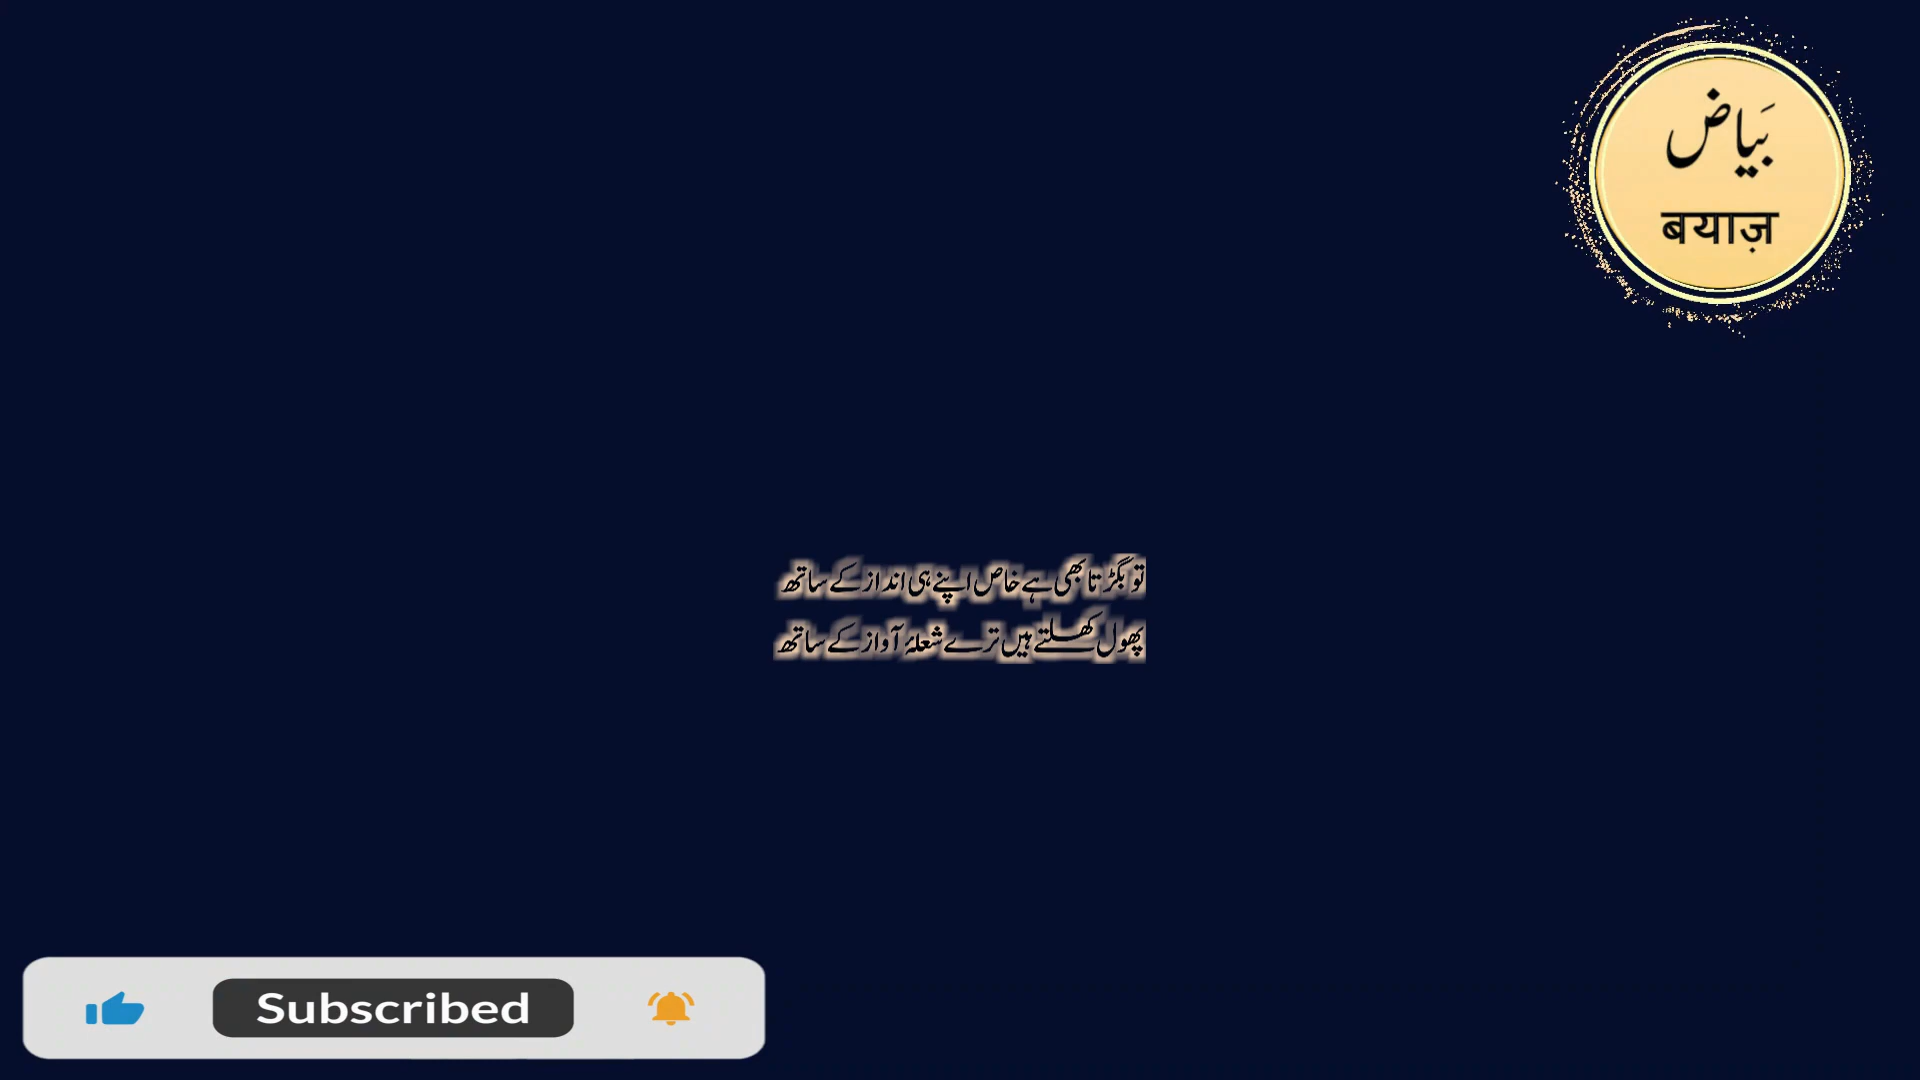 بَیاض
बयाज़
تو بگڑتا بھی ہے خاص اپنے ہی انداز کے ساتھ
پھول کھلتے ہیں ترے شعلۂ آواز کے ساتھ
Subscribed